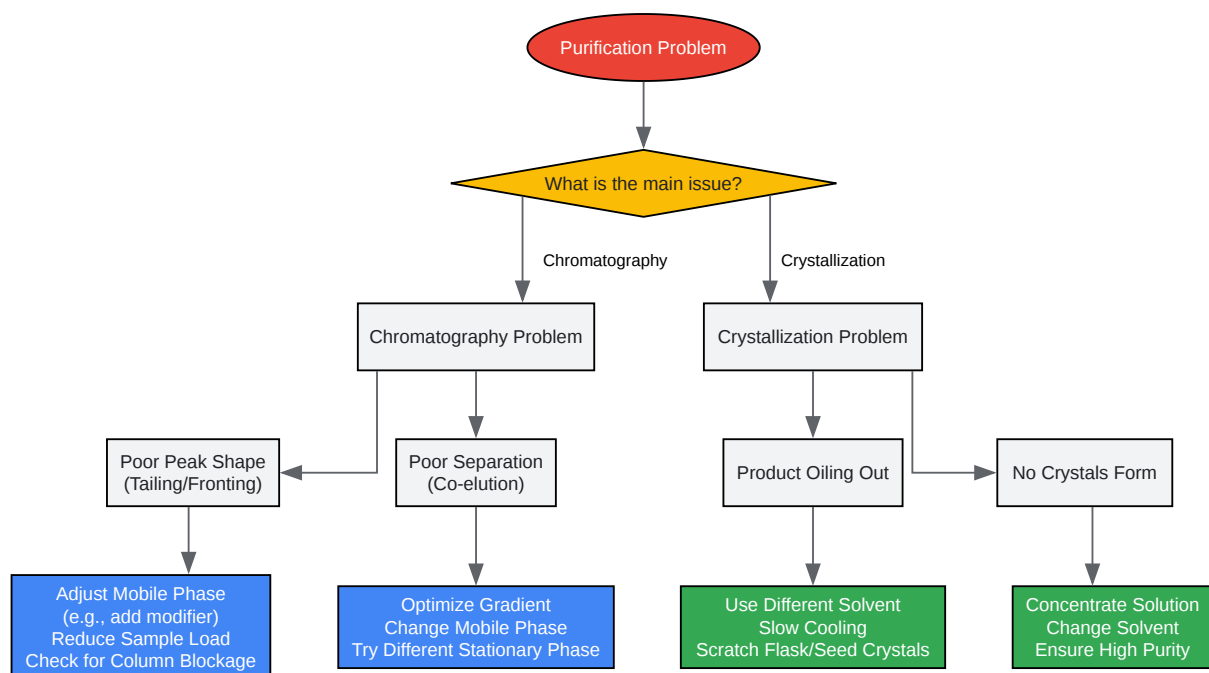 Purification Problem
What is the main issue?
Chromatography
Crystallization
Chromatography Problem
Crystallization Problem
Poor Peak Shape
(Tailing/Fronting)
Poor Separation
(Co-elution)
Product Oiling Out
No Crystals Form
Adjust Mobile Phase
(e.g., add modifier)
Reduce Sample Load
Check for Column Blockage
Optimize Gradient
Change Mobile Phase
Try Different Stationary Phase
Use Different Solvent
Slow Cooling
Scratch Flask/Seed Crystals
Concentrate Solution
Change Solvent
Ensure High Purity